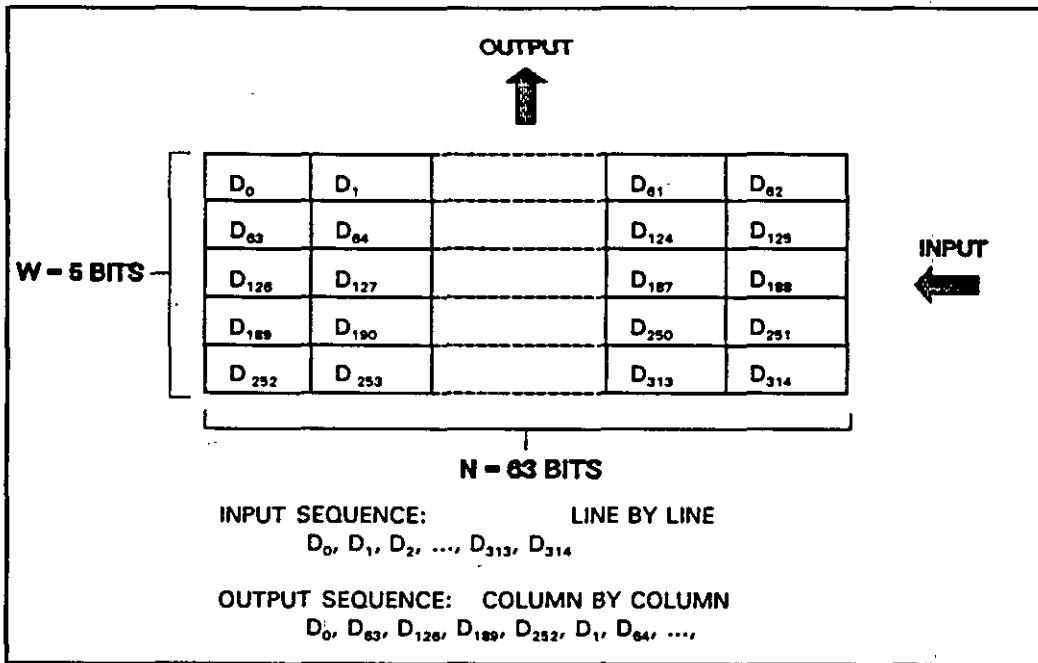 OUTPUT
D0 D1 D61 D62
D63 D64 D124 D125
INPUT
W = 5 BITS
D126 D127 D187 D188
D189 D190 D250 D251
D252 D253 D313 D314
N = 63 BITS
INPUT SEQUENCE: LINE BY LINE
D0, D1, D2, ..., D313, D314
OUTPUT SEQUENCE: COLUMN BY COLUMN
D0, D63, D126, D189, D252, D1, D64, ...,